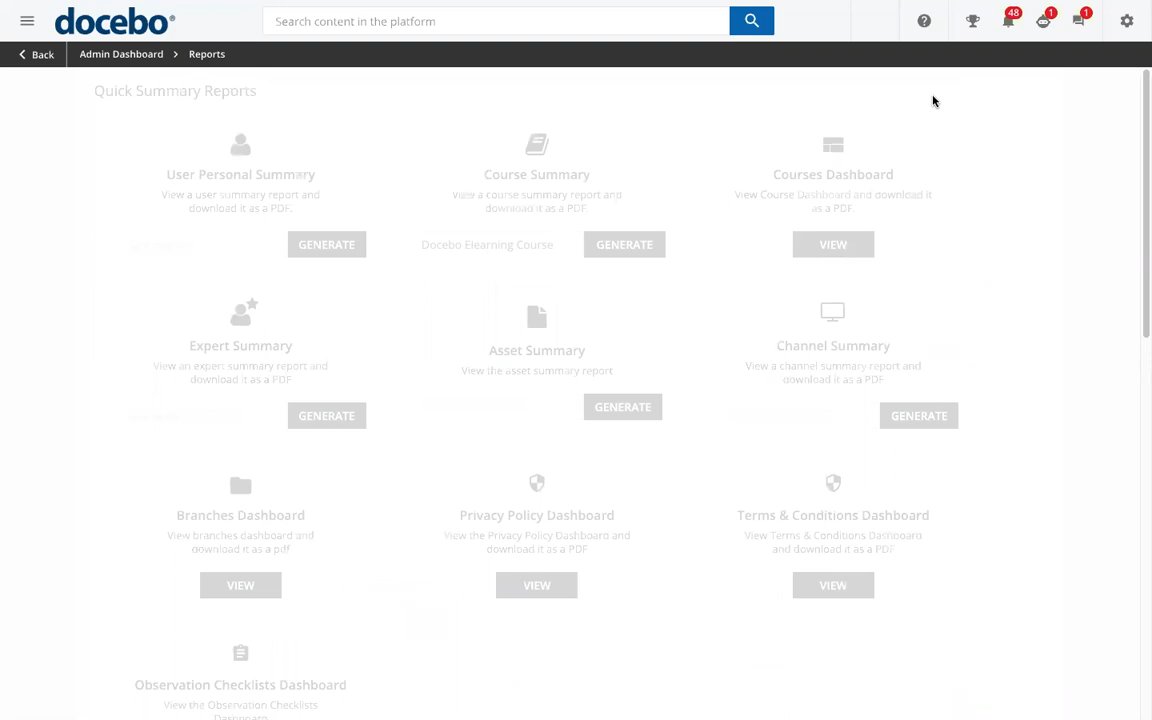 docebo
Search content in the platform
48
1
1
Back
Admin Dashboard
Reports
Quick Summary Reports
User Personal Summary
View a user summary report and
download it as a PDF.
GENERATE
Course Summary
View a course summary report and
download it as a PDF.
Docebo Elearning Course
GENERATE
Courses Dashboard
View Course Dashboard and download it
as a PDF.
VIEW
Expert Summary
View an expert summary report and
download it as a PDF
GENERATE
Asset Summary
View the asset summary report
GENERATE
Channel Summary
View a channel summary report and
download it as a PDF
GENERATE
Branches Dashboard
View branches dashboard and
download it as a pdf
VIEW
Privacy Policy Dashboard
View the Privacy Policy Dashboard and
download it as a PDF
VIEW
Terms & Conditions Dashboard
View Terms & Conditions Dashboard
and download it as a PDF
VIEW
Observation Checklists Dashboard
View the Observation Checklists
Dashboard